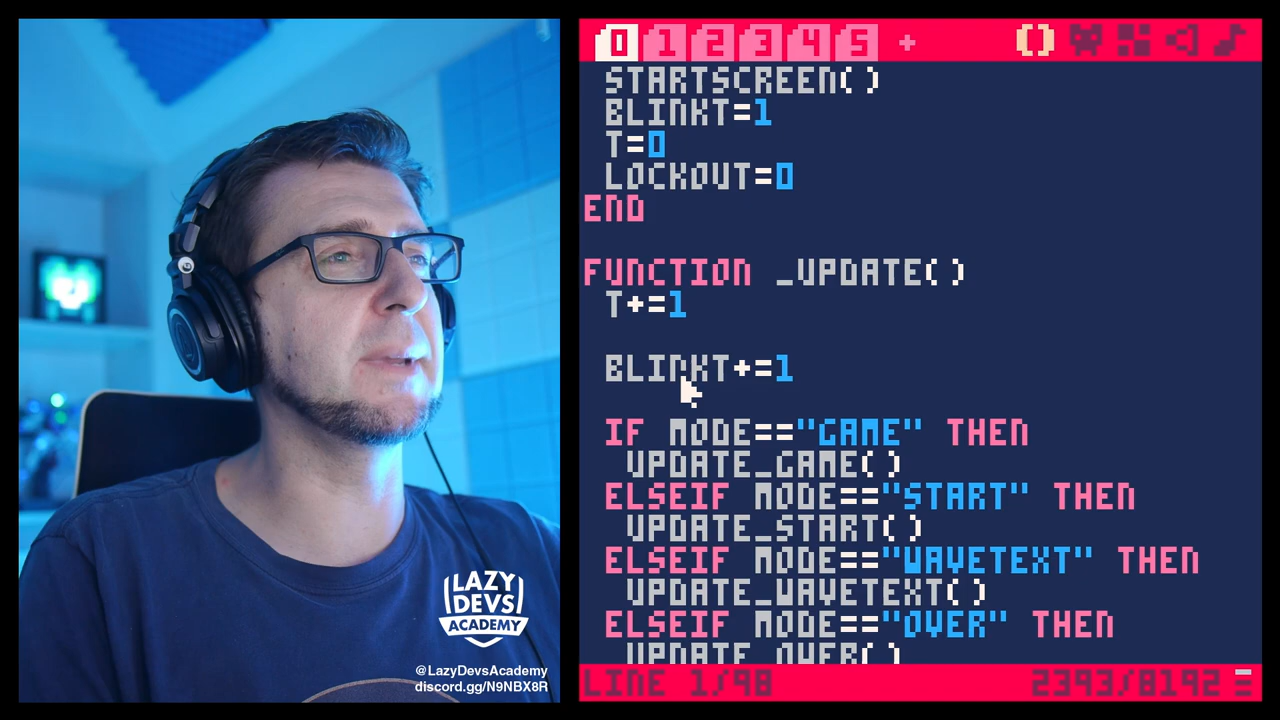 LAZY
DEVS
ACADEMY
@LazyDevsAcademy
discord.gg/N9NBX8R
0 1 2 3 4 5 +
STARTSCREEN()
BLINKT=1
T=0
LOCKOUT=0
END
FUNCTION _UPDATE()
T+=1
BLINKT+=1
IF MODE=="GAME" THEN
UPDATE_GAME()
ELSEIF MODE=="START" THEN
UPDATE_START()
ELSEIF MODE=="WAVETEXT" THEN
UPDATE_WAVETEXT()
ELSEIF MODE=="OVER" THEN
UPDATE_OVER()
LINE 1/98
2393/8192